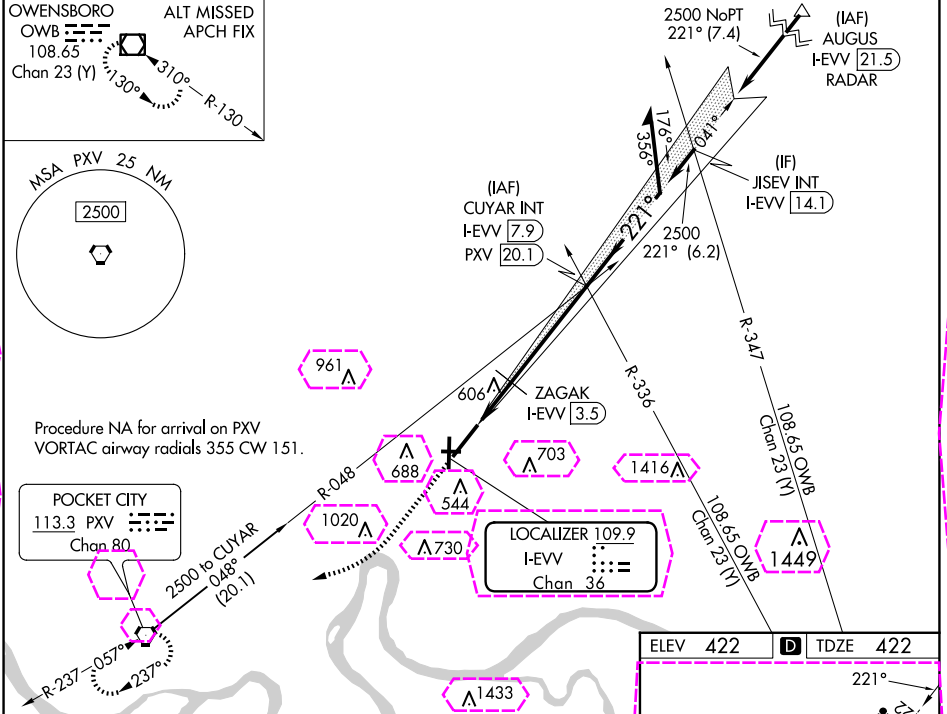 OWENSBORO
OWB
108.65
Chan 23 (Y)
ALT MISSED
APCH FIX
310°
130°
R-130
MSA PXV 25 NM
2500
2500 NoPT
221° (7.4)
(IAF)
AUGUS
I-EVV 21.5
RADAR
176°
356°
041°
(IF)
JISEV INT
I-EVV 14.1
(IAF)
CUYAR INT
I-EVV 7.9
PXV 20.1
221°
2500
221° (6.2)
R-347
108.65 OWB
Chan 23 (Y)
R-336
108.65 OWB
Chan 23 (Y)
961
606
ZAGAK
I-EVV 3.5
Procedure NA for arrival on PXV
VORTAC airway radials 355 CW 151.
688
703
1416
544
R-048
POCKET CITY
113.3 PXV
Chan 80
1020
730
LOCALIZER 109.9
I-EVV
Chan 36
1449
2500 to CUYAR
048°
(20.1)
R-237
057°
237°
1433
ELEV 422
D
TDZE 422
221°